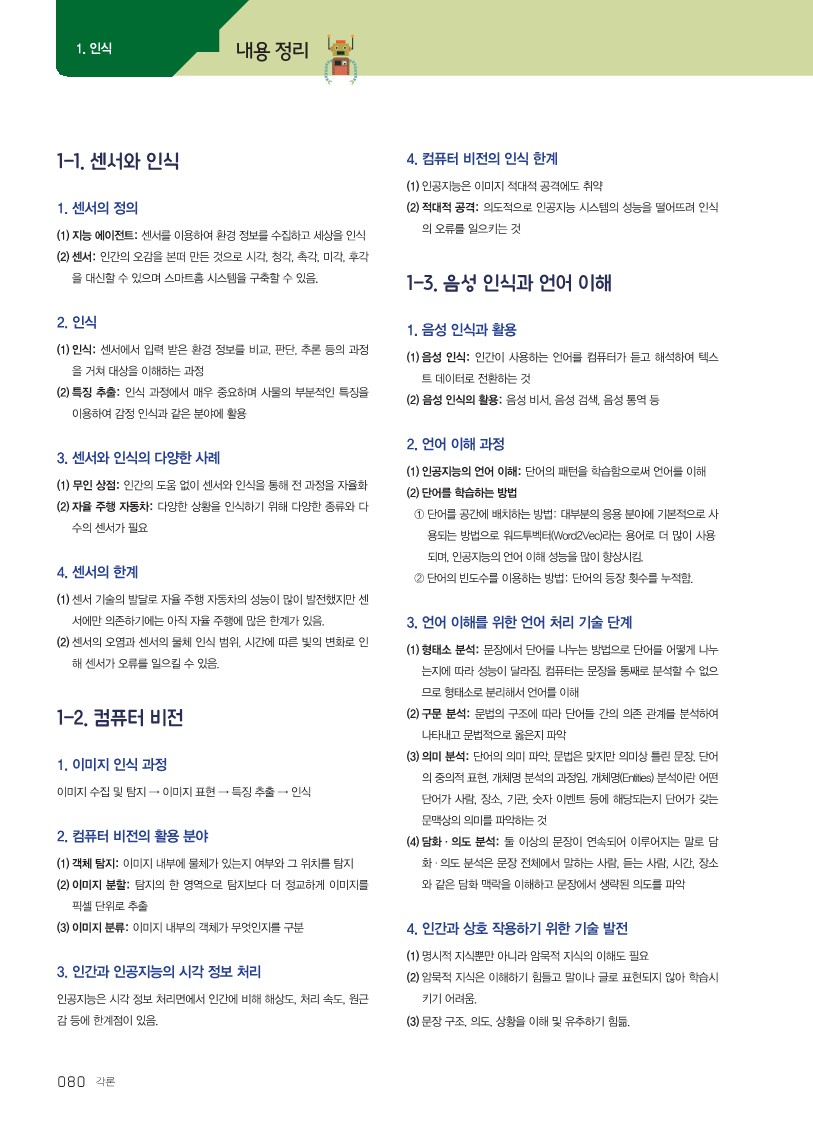 1. 인식
내용 정리
1-1. 센서와 인식
1. 센서의 정의
(1) 지능 에이전트: 센서를 이용하여 환경 정보를 수집하고 세상을 인식
(2) 센서: 인간의 오감을 본떠 만든 것으로 시각, 청각, 촉각, 미각, 후각
을 대신할 수 있으며 스마트홈 시스템을 구축할 수 있음.
2. 인식
(1) 인식: 센서에서 입력 받은 환경 정보를 비교, 판단, 추론 등의 과정
을 거쳐 대상을 이해하는 과정
(2) 특징 추출: 인식 과정에서 매우 중요하며 사물의 부분적인 특징을
이용하여 감정 인식과 같은 분야에 활용
3. 센서와 인식의 다양한 사례
(1) 무인 상점: 인간의 도움 없이 센서와 인식을 통해 전 과정을 자율화
(2) 자율 주행 자동차: 다양한 상황을 인식하기 위해 다양한 종류와 다
수의 센서가 필요
4. 센서의 한계
(1) 센서 기술의 발달로 자율 주행 자동차의 성능이 많이 발전했지만 센
서에만 의존하기에는 아직 자율 주행에 많은 한계가 있음.
(2) 센서의 오염과 센서의 물체 인식 범위, 시간에 따른 빛의 변화로 인
해 센서가 오류를 일으킬 수 있음.
1-2. 컴퓨터 비전
1. 이미지 인식 과정
이미지 수집 및 탐지 → 이미지 표현 → 특징 추출 → 인식
2. 컴퓨터 비전의 활용 분야
(1) 객체 탐지: 이미지 내부에 물체가 있는지 여부와 그 위치를 탐지
(2) 이미지 분할: 탐지의 한 영역으로 탐지보다 더 정교하게 이미지를
픽셀 단위로 추출
(3) 이미지 분류: 이미지 내부의 객체가 무엇인지를 구분
3. 인간과 인공지능의 시각 정보 처리
인공지능은 시각 정보 처리면에서 인간에 비해 해상도, 처리 속도, 원근
감 등에 한계점이 있음.
4. 컴퓨터 비전의 인식 한계
(1) 인공지능은 이미지 적대적 공격에도 취약
(2) 적대적 공격: 의도적으로 인공지능 시스템의 성능을 떨어뜨려 인식
의 오류를 일으키는 것
1-3. 음성 인식과 언어 이해
1. 음성 인식과 활용
(1) 음성 인식: 인간이 사용하는 언어를 컴퓨터가 듣고 해석하여 텍스
트 데이터로 전환하는 것
(2) 음성 인식의 활용: 음성 비서, 음성 검색, 음성 통역 등
2. 언어 이해 과정
(1) 인공지능의 언어 이해: 단어의 패턴을 학습함으로써 언어를 이해
(2) 단어를 학습하는 방법
① 단어를 공간에 배치하는 방법: 대부분의 응용 분야에 기본적으로 사
용되는 방법으로 워드투벡터(Word2Vec)라는 용어로 더 많이 사용
되며, 인공지능의 언어 이해 성능을 많이 향상시킴.
② 단어의 빈도수를 이용하는 방법: 단어의 등장 횟수를 누적함.
3. 언어 이해를 위한 언어 처리 기술 단계
(1) 형태소 분석: 문장에서 단어를 나누는 방법으로 단어를 어떻게 나누
는지에 따라 성능이 달라짐. 컴퓨터는 문장을 통째로 분석할 수 없으
므로 형태소로 분리해서 언어를 이해
(2) 구문 분석: 문법의 구조에 따라 단어들 간의 의존 관계를 분석하여
나타내고 문법적으로 옳은지 파악
(3) 의미 분석: 단어의 의미 파악, 문법은 맞지만 의미상 틀린 문장, 단어
의 중의적 표현, 개체명 분석의 과정임. 개체명(Entities) 분석이란 어떤
단어가 사람, 장소, 기관, 숫자 이벤트 등에 해당되는지 단어가 갖는
문맥상의 의미를 파악하는 것
(4) 담화·의도 분석: 둘 이상의 문장이 연속되어 이루어지는 말로 담
화·의도 분석은 문장 전체에서 말하는 사람, 듣는 사람, 시간, 장소
와 같은 담화 맥락을 이해하고 문장에서 생략된 의도를 파악
4. 인간과 상호 작용하기 위한 기술 발전
(1) 명시적 지식뿐만 아니라 암묵적 지식의 이해도 필요
(2) 암묵적 지식은 이해하기 힘들고 말이나 글로 표현되지 않아 학습시
키기 어려움.
(3) 문장 구조, 의도, 상황을 이해 및 유추하기 힘듦.
080 각론